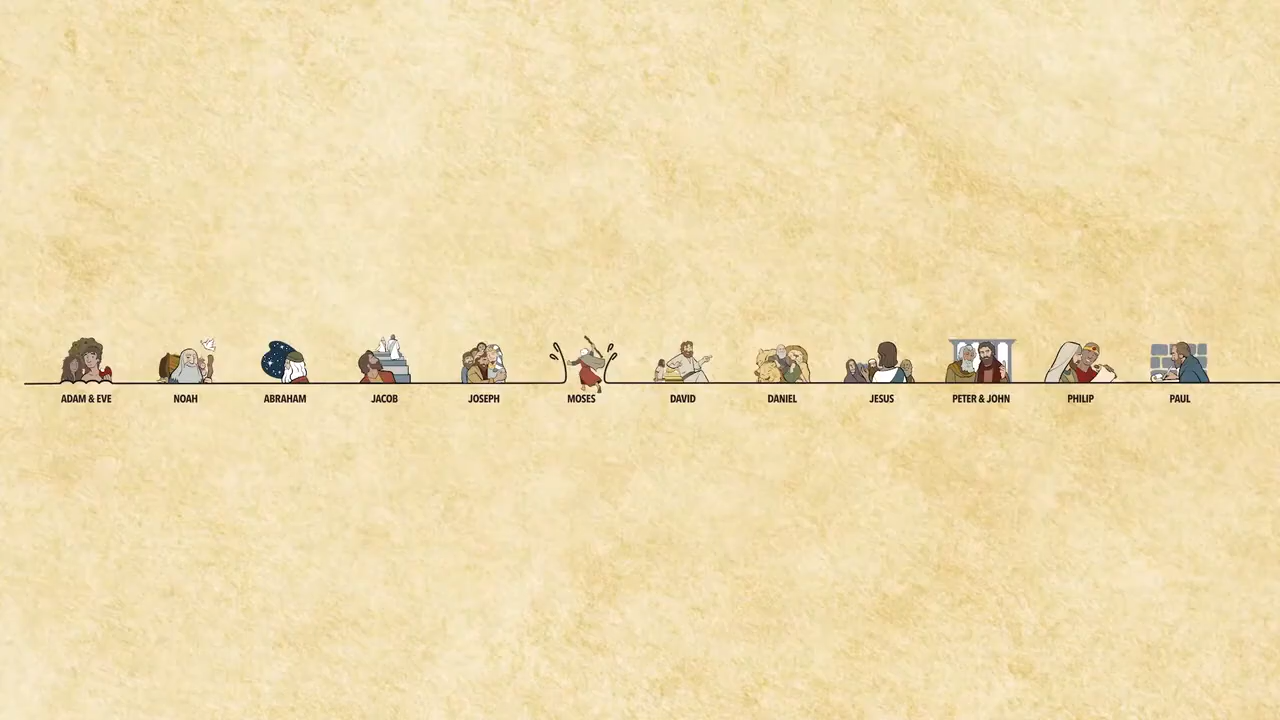 ADAM & EVE
NOAH
ABRAHAM
JACOB
JOSEPH
MOSES
DAVID
DANIEL
JESUS
PETER & JOHN
PHILIP
PAUL